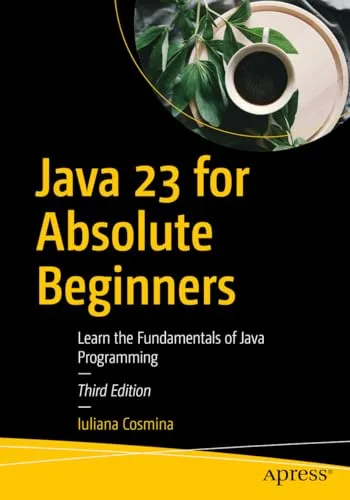 Java 23 for
Absolute
Beginners
Learn the Fundamentals of Java
Programming
—
Third Edition
—
Iuliana Cosmina
Apress®